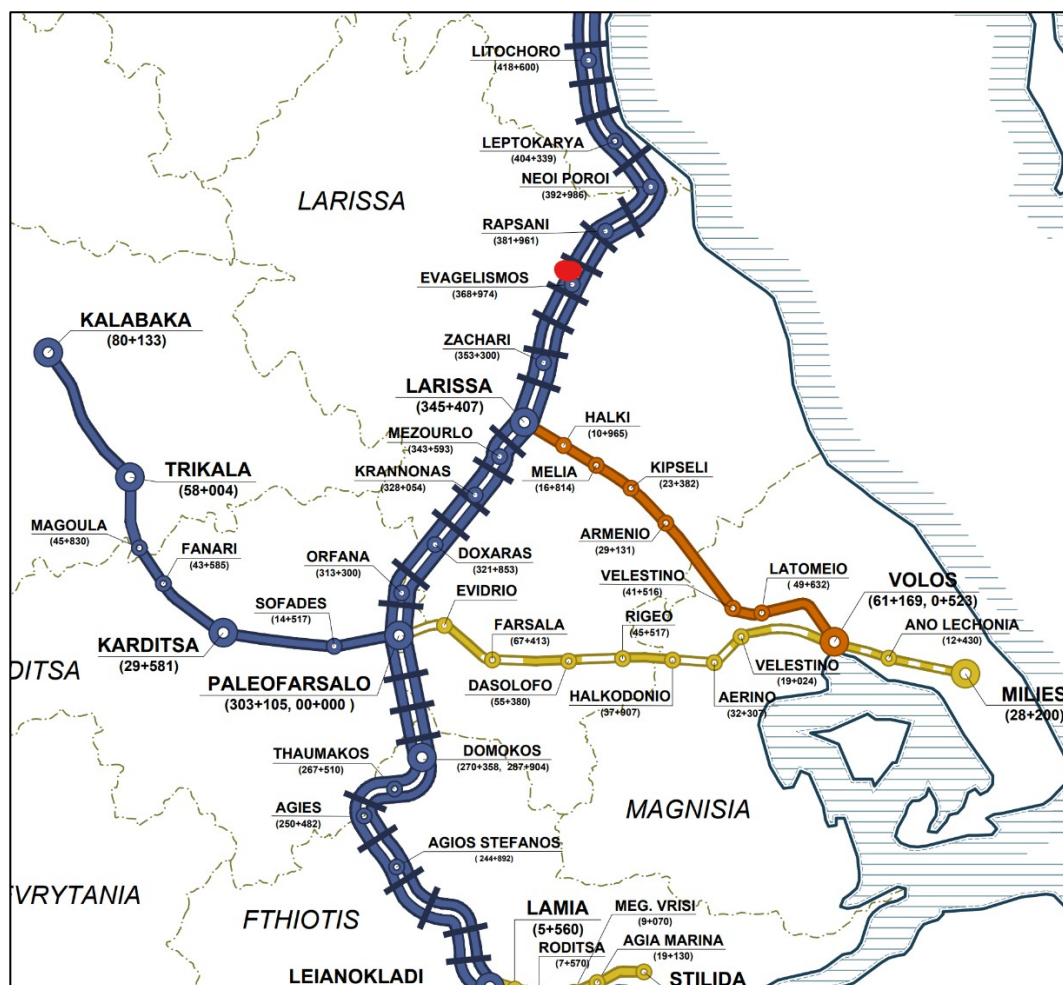 LITOCHORO
(418+600)
LEPTOKARYA
(404+339)
NEOI POROI
(392+986)
LARISSA
RAPSANI
(381+961)
EVAGELISMOS
(368+974)
KALABAKA
(80+133)
ZACHARI
(353+300)
LARISSA
(345+407)
HALKI
(10+965)
MEZOURLO
(343+593)
TRIKALA
(58+004)
KRANNONAS
(328+054)
MELIA
(16+814)
KIPSELI
(23+382)
MAGOULA
(45+830)
ARMENIO
(29+131)
FANARI
(43+585)
ORFANA
(313+300)
DOXARAS
(321+853)
VELESTINO
(41+516)
LATOMEIO
( 49+632)
VOLOS
(61+169, 0+523)
SOFADES
(14+517)
EVIDRIO
FARSALA
(67+413)
RIGEO
(45+517)
ANO LECHONIA
(12+430)
KARDITSA
(29+581)
DITSA
PALEOFARSALO
(303+105, 00+000 )
DASOLOFO
(55+380)
HALKODONIO
(37+907)
AERINO
(32+307)
VELESTINO
(19+024)
MILIES
(28+200)
THAUMAKOS
(267+510)
DOMOKOS
(270+358, 287+904)
AGIES
(250+482)
MAGNISIA
AGIOS STEFANOS
( 244+892)
EVRYTANIA
FTHIOTIS
LAMIA
(5+560)
MEG. VRISI
(9+070)
RODITSA
(7+570)
AGIA MARINA
(19+130)
LEIANOKLADI
STILIDA